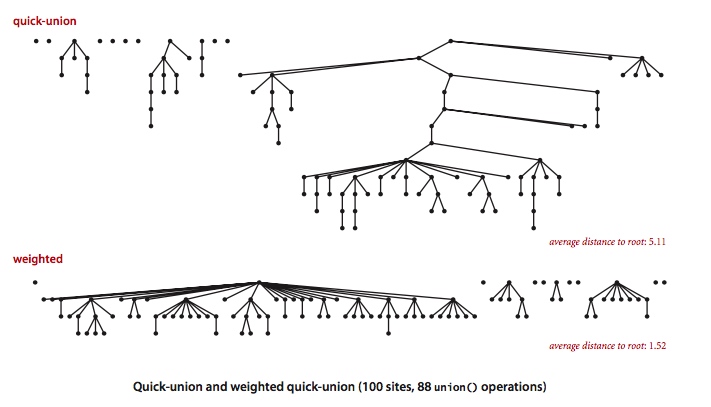 quick-union
average distance to root: 5.11
weighted
average distance to root: 1.52
Quick-union and weighted quick-union (100 sites, 88 union() operations)